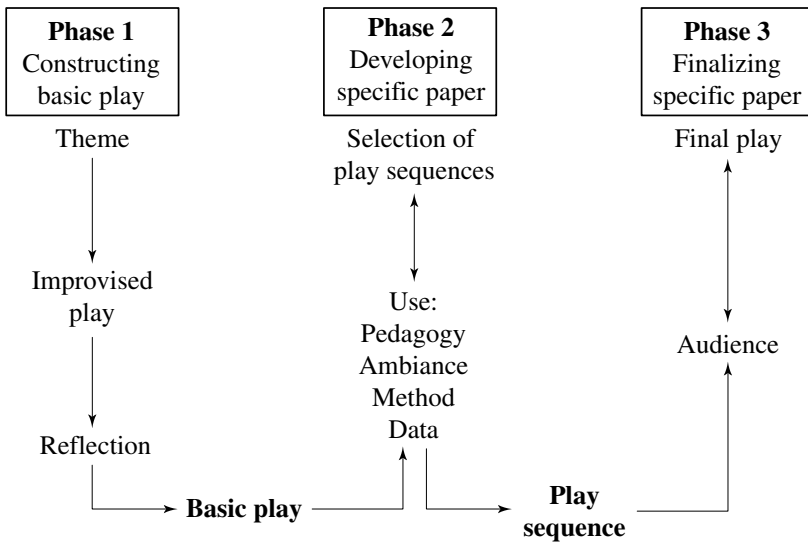 Phase 1
Constructing
basic play
Theme
Improvised
play
Reflection
Basic play
Phase 2
Developing
specific paper
Selection of
play sequences
Use:
Pedagogy
Ambiance
Method
Data
Play
sequence
Phase 3
Finalizing
specific paper
Final play
Audience